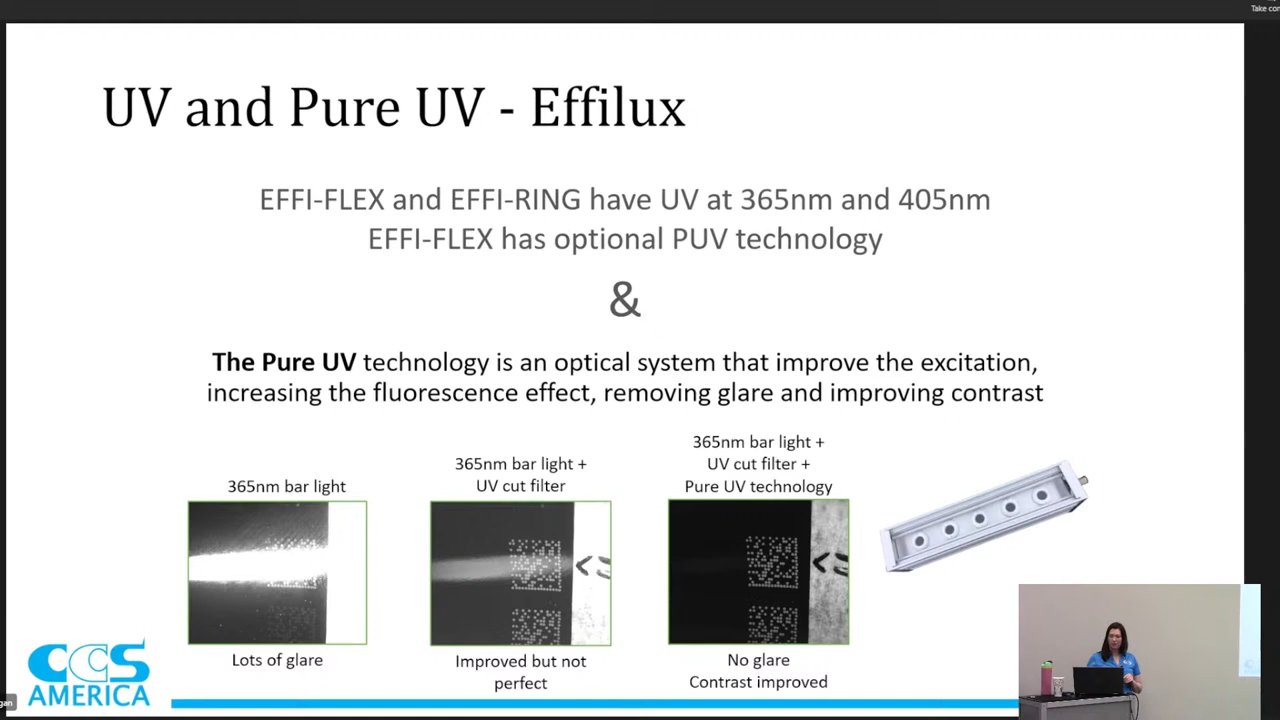 Take con
UV and Pure UV - Effilux
EFFI-FLEX and EFFI-RING have UV at 365nm and 405nm
EFFI-FLEX has optional PUV technology
&
The Pure UV technology is an optical system that improve the excitation,
increasing the fluorescence effect, removing glare and improving contrast
365nm bar light
365nm bar light +
UV cut filter
365nm bar light +
UV cut filter +
Pure UV technology
Lots of glare
Improved but not
perfect
No glare
Contrast improved
CCS
AMERICA
gan